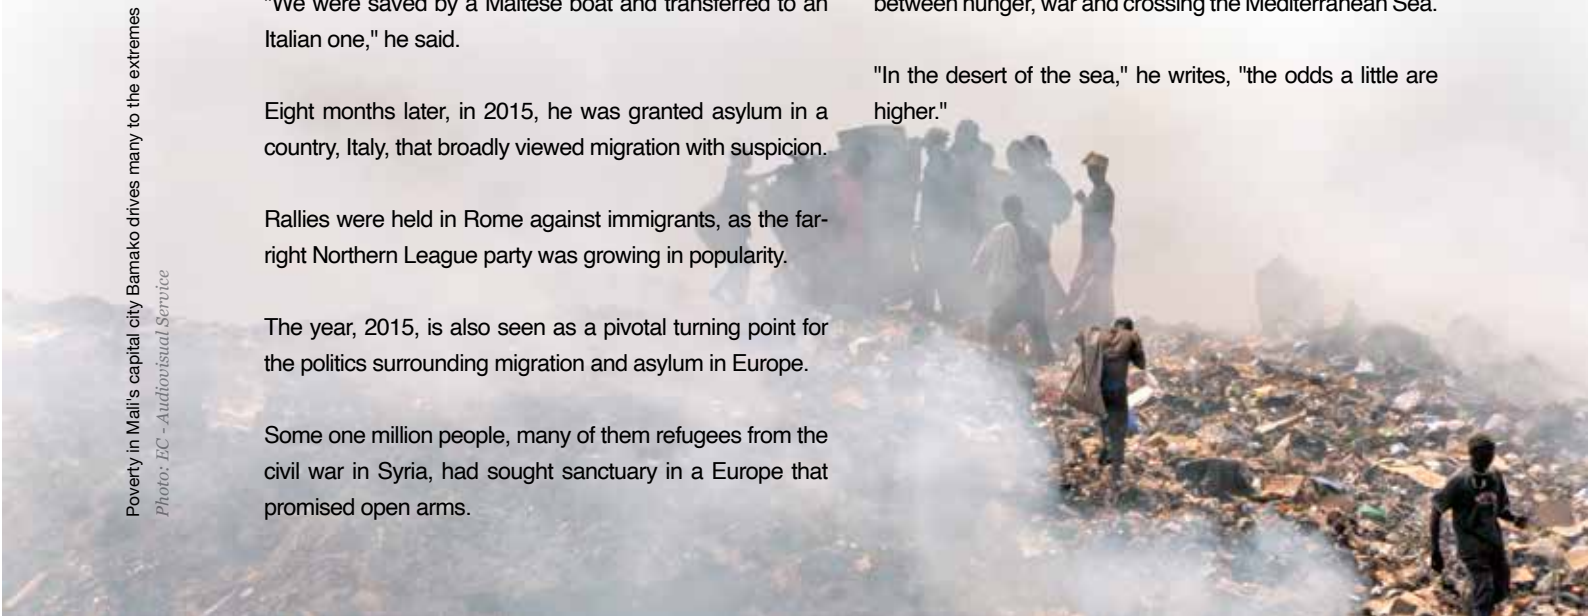 Poverty in Mali's capital city Bamako drives many to the extremes
Photo: EC - Audiovisual Service
"We were saved by a Maltese boat and transferred to an
Italian one," he said.
Eight months later, in 2015, he was granted asylum in a
country, Italy, that broadly viewed migration with suspicion.
Rallies were held in Rome against immigrants, as the far-
right Northern League party was growing in popularity.
The year, 2015, is also seen as a pivotal turning point for
the politics surrounding migration and asylum in Europe.
Some one million people, many of them refugees from the
civil war in Syria, had sought sanctuary in a Europe that
promised open arms.
between hunger, war and crossing the Mediterranean Sea.
"In the desert of the sea," he writes, "the odds a little are
higher."